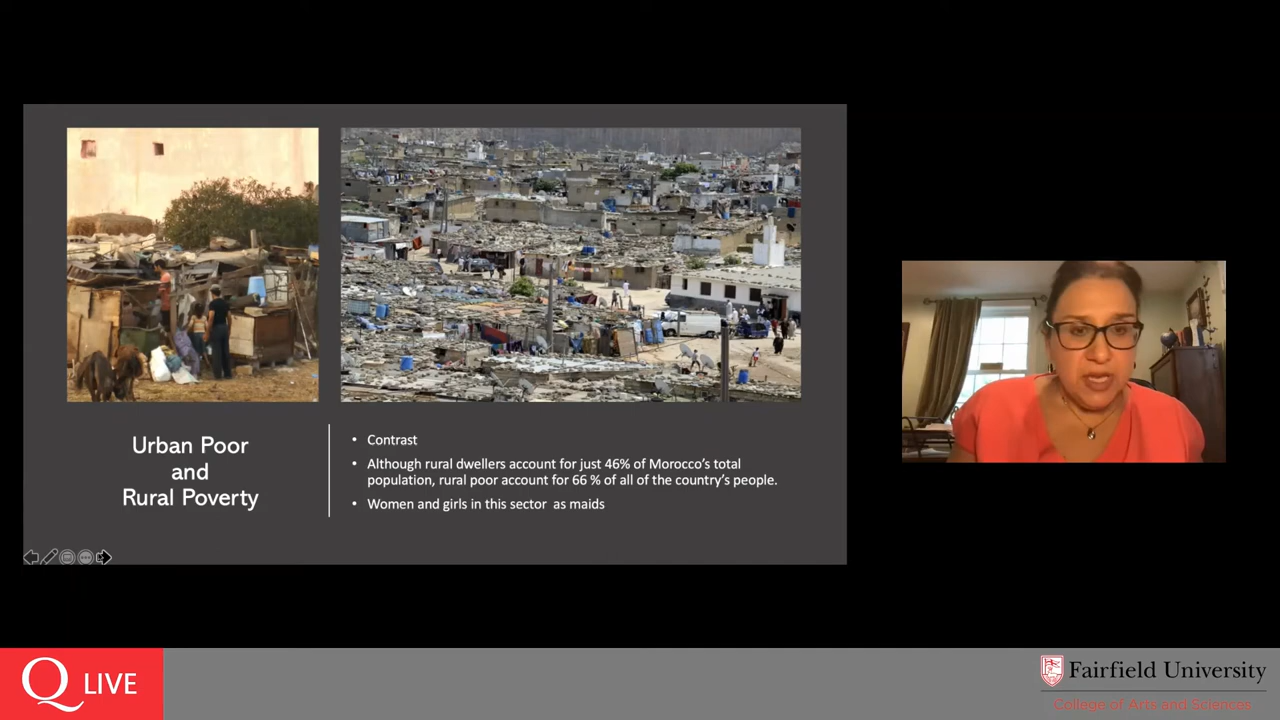 Urban Poor
and
Rural Poverty
• Contrast
• Although rural dwellers account for just 46% of Morocco's total
population, rural poor account for 66 % of all of the country's people.
• Women and girls in this sector as maids
Q LIVE
Fairfield University
College of Arts and Sciences